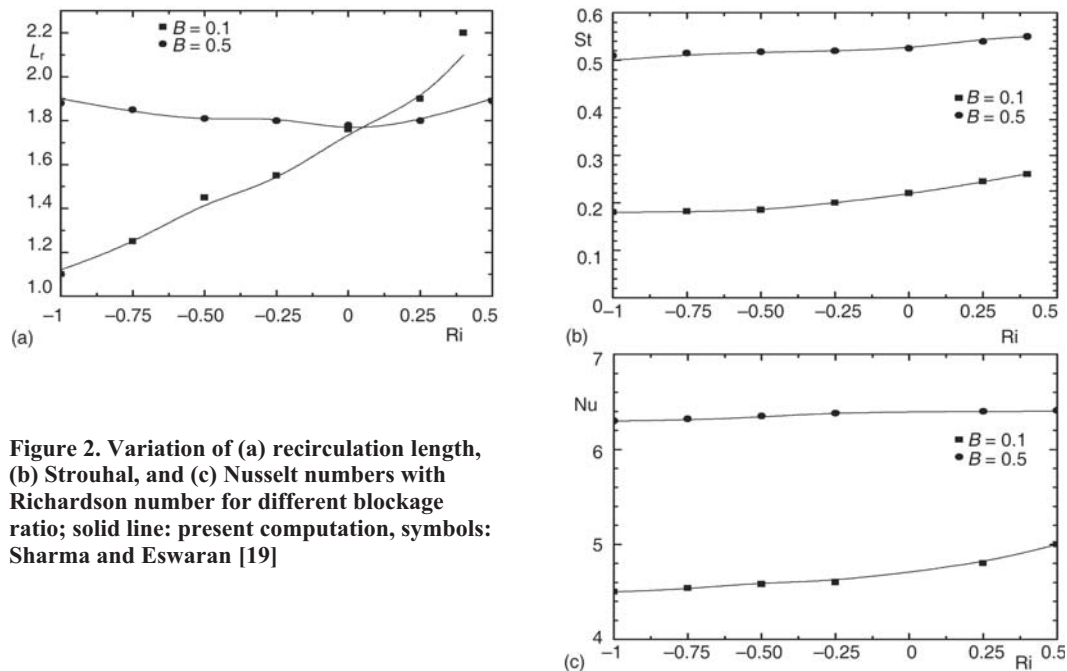 2.2
L_r
2.0
1.8
1.6
1.4
1.2
1.0
B = 0.1
B = 0.5
−1 −0.75 −0.50 −0.25 0 0.25 0.5
(a) Ri
0.6
St
0.5
0.3
0.2
0.1
0
B = 0.1
B = 0.5
−1 −0.75 −0.50 −0.25 0 0.25 0.5
(b) Ri
7
Nu
6
5
4
B = 0.1
B = 0.5
−1 −0.75 −0.50 −0.25 0 0.25 0.5
(c) Ri
Figure 2. Variation of (a) recirculation length,
(b) Strouhal, and (c) Nusselt numbers with
Richardson number for different blockage
ratio; solid line: present computation, symbols:
Sharma and Eswaran [19]